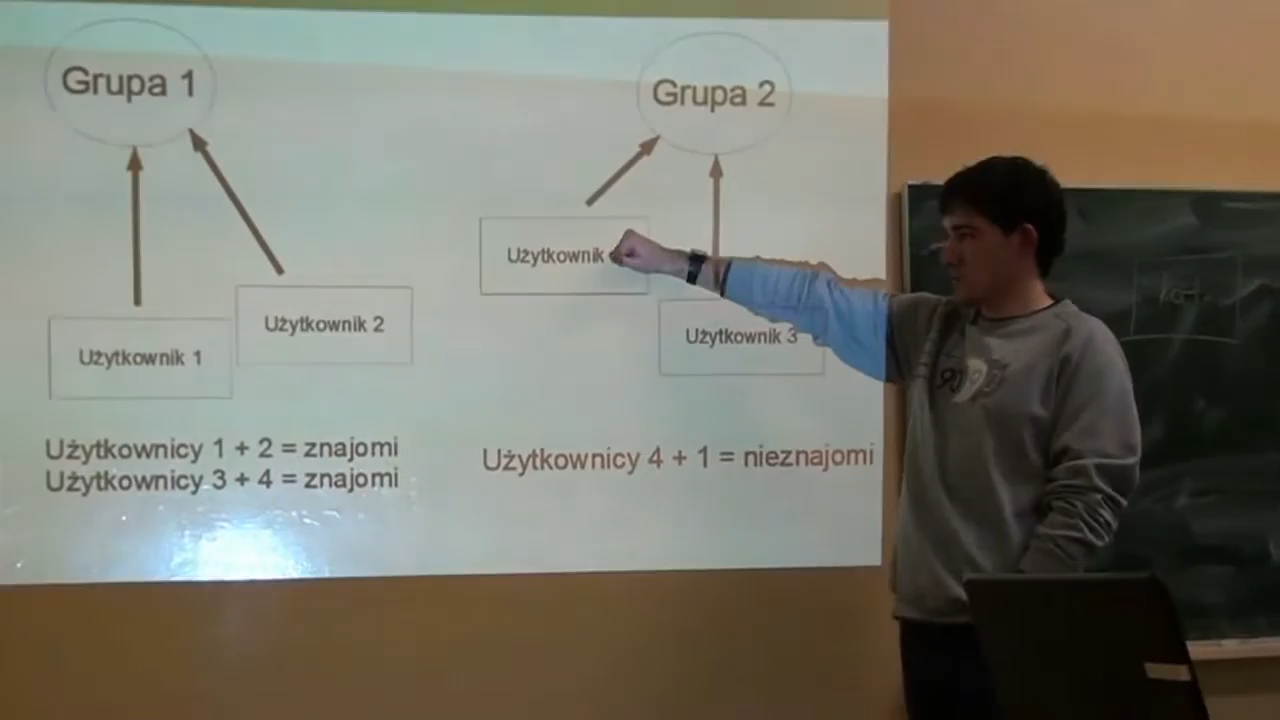 Grupa 1
Grupa 2
Użytkownik
Użytkownik 2
Użytkownik 3
Użytkownik 1
Użytkownicy 1 + 2 = znajomi
Użytkownicy 3 + 4 = znajomi
Użytkownicy 4 + 1 = nieznajomi